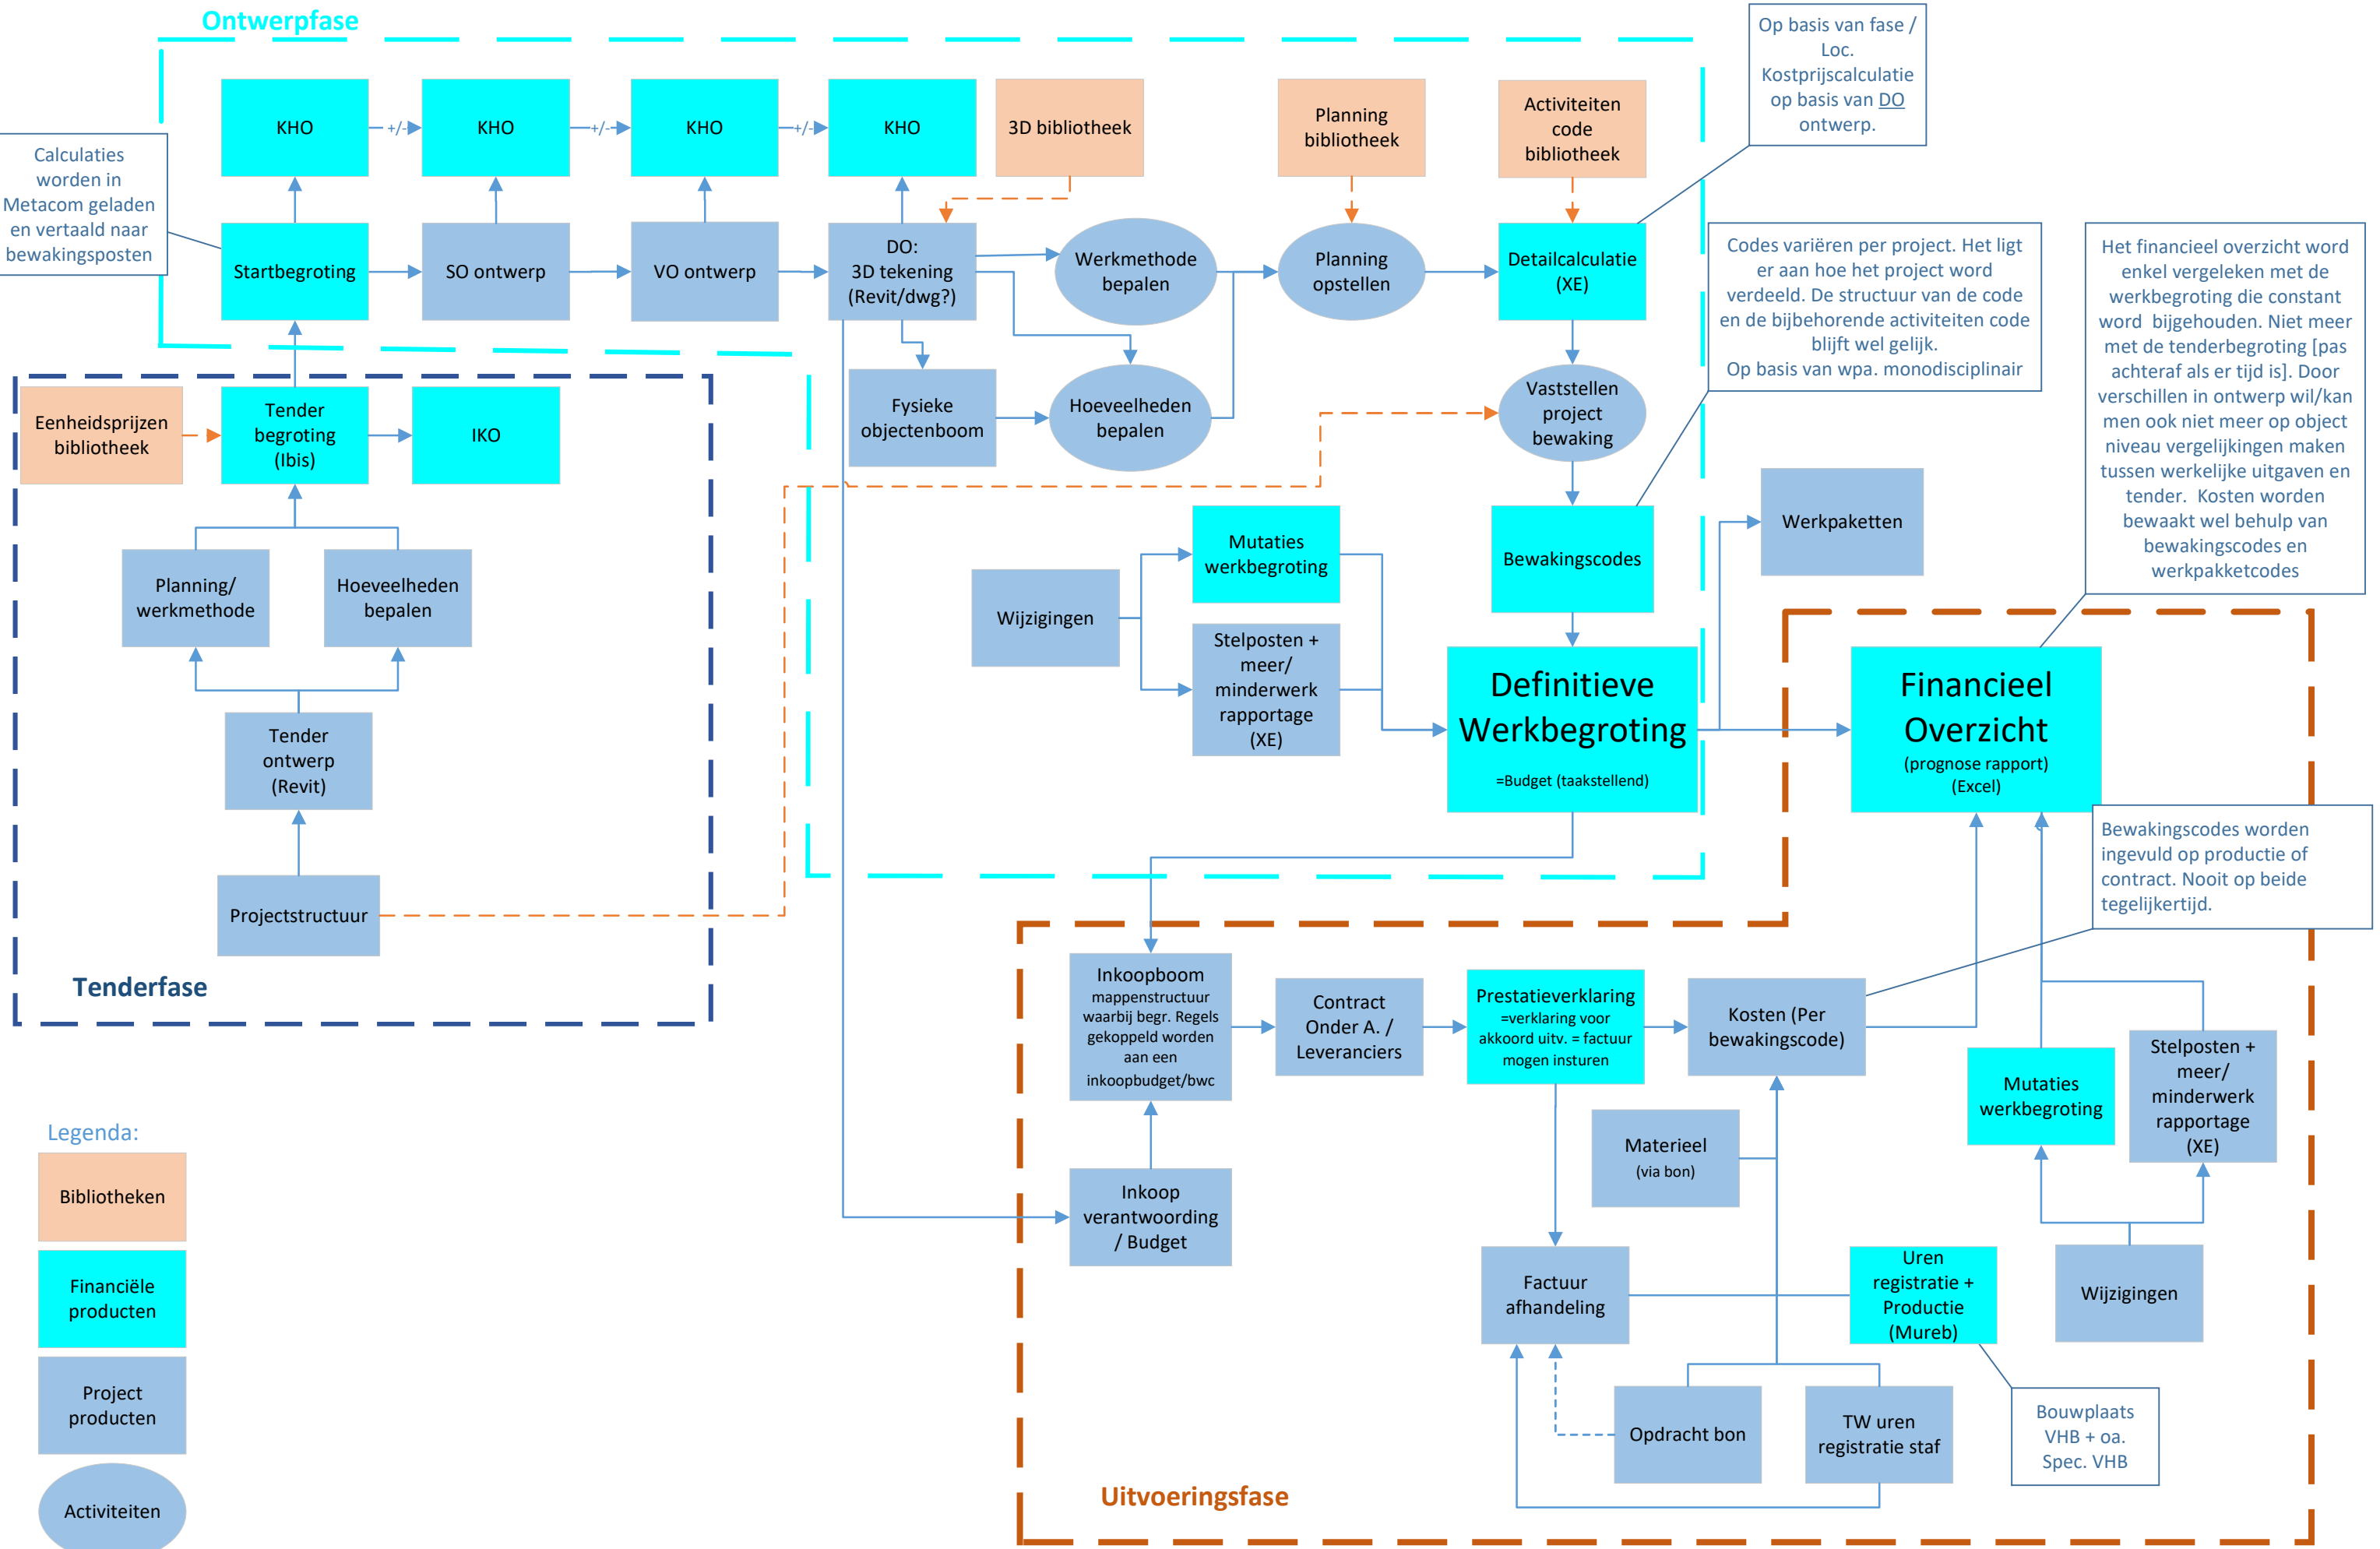 Ontwerpfase
Op basis van fase /
Loc.
Kostprijscalculatie
op basis van DO
ontwerp.
KHO
+/-
KHO
+/-
KHO
+/-
KHO
3D bibliotheek
Planning
bibliotheek
Activiteiten
code
bibliotheek
Calculaties
worden in
Metacom geladen
en vertaald naar
bewakingsposten
Startbegroting
SO ontwerp
VO ontwerp
DO:
3D tekening
(Revit/dwg?)
Werkmethode
bepalen
Planning
opstellen
Detailcalculatie
(XE)
Codes variëren per project. Het ligt
er aan hoe het project word
verdeeld. De structuur van de code
en de bijbehorende activiteiten code
blijft wel gelijk.
Op basis van wpa. monodisciplinair
Het financieel overzicht word
enkel vergeleken met de
werkbegroting die constant
word  bijgehouden. Niet meer
met de tenderbegroting [pas
achteraf als er tijd is]. Door
verschillen in ontwerp wil/kan
men ook niet meer op object
niveau vergelijkingen maken
tussen werkelijke uitgaven en
tender.  Kosten worden
bewaakt wel behulp van
bewakingscodes en
werkpakketcodes
Eenheidsprijzen
bibliotheek
Tender
begroting
(Ibis)
IKO
Fysieke
objectenboom
Hoeveelheden
bepalen
Vaststellen
project
bewaking
Planning/
werkmethode
Hoeveelheden
bepalen
Wijzigingen
Mutaties
werkbegroting
Stelposten +
meer/
minderwerk
rapportage
(XE)
Bewakingscodes
Werkpaketten
Definitieve
Werkbegroting
=Budget (taakstellend)
Financieel
Overzicht
(prognose rapport)
(Excel)
Tender
ontwerp
(Revit)
Projectstructuur
Tenderfase
Bewakingscodes worden
ingevuld op productie of
contract. Nooit op beide
tegelijkertijd.
Inkoopboom
mappenstructuur
waarbij begr. Regels
gekoppeld worden
aan een
inkoopbudget/bwc
Contract
Onder A. /
Leveranciers
Prestatieverklaring
=verklaring voor
akkoord uitv. = factuur
mogen insturen
Kosten (Per
bewakingscode)
Mutaties
werkbegroting
Stelposten +
meer/
minderwerk
rapportage
(XE)
Materieel
(via bon)
Inkoop
verantwoording
/ Budget
Factuur
afhandeling
Uren
registratie +
Productie
(Mureb)
Wijzigingen
Opdracht bon
TW uren
registratie staf
Bouwplaats
VHB + oa.
Spec. VHB
Uitvoeringsfase
Legenda:
Bibliotheken
Financiële
producten
Project
producten
Activiteiten